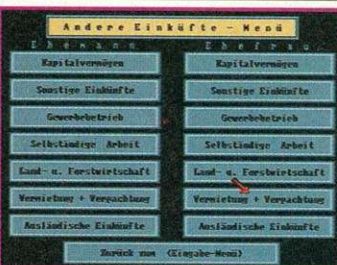 Andere Einkünfte - Menü
Ehemann Ehefrau
Kapitalvermögen Kapitalvermögen
Sonstige Einkünfte Sonstige Einkünfte
Gewerbebetrieb Gewerbebetrieb
Selbständige Arbeit Selbständige Arbeit
Land- u. Forstwirtschaft Land- u. Forstwirtschaft
Vermietung + Verpachtung Vermietung + Verpachtung
Ausländische Einkünfte Ausländische Einkünfte
Zurück zum (Eingabe-Menü)